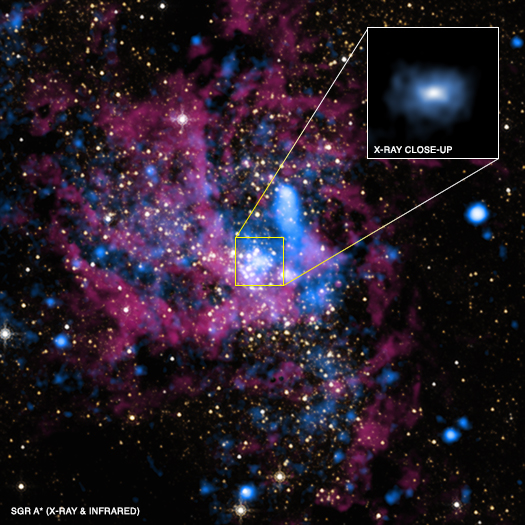 X-RAY CLOSE-UP
SGR A* (X-RAY & INFRARED)